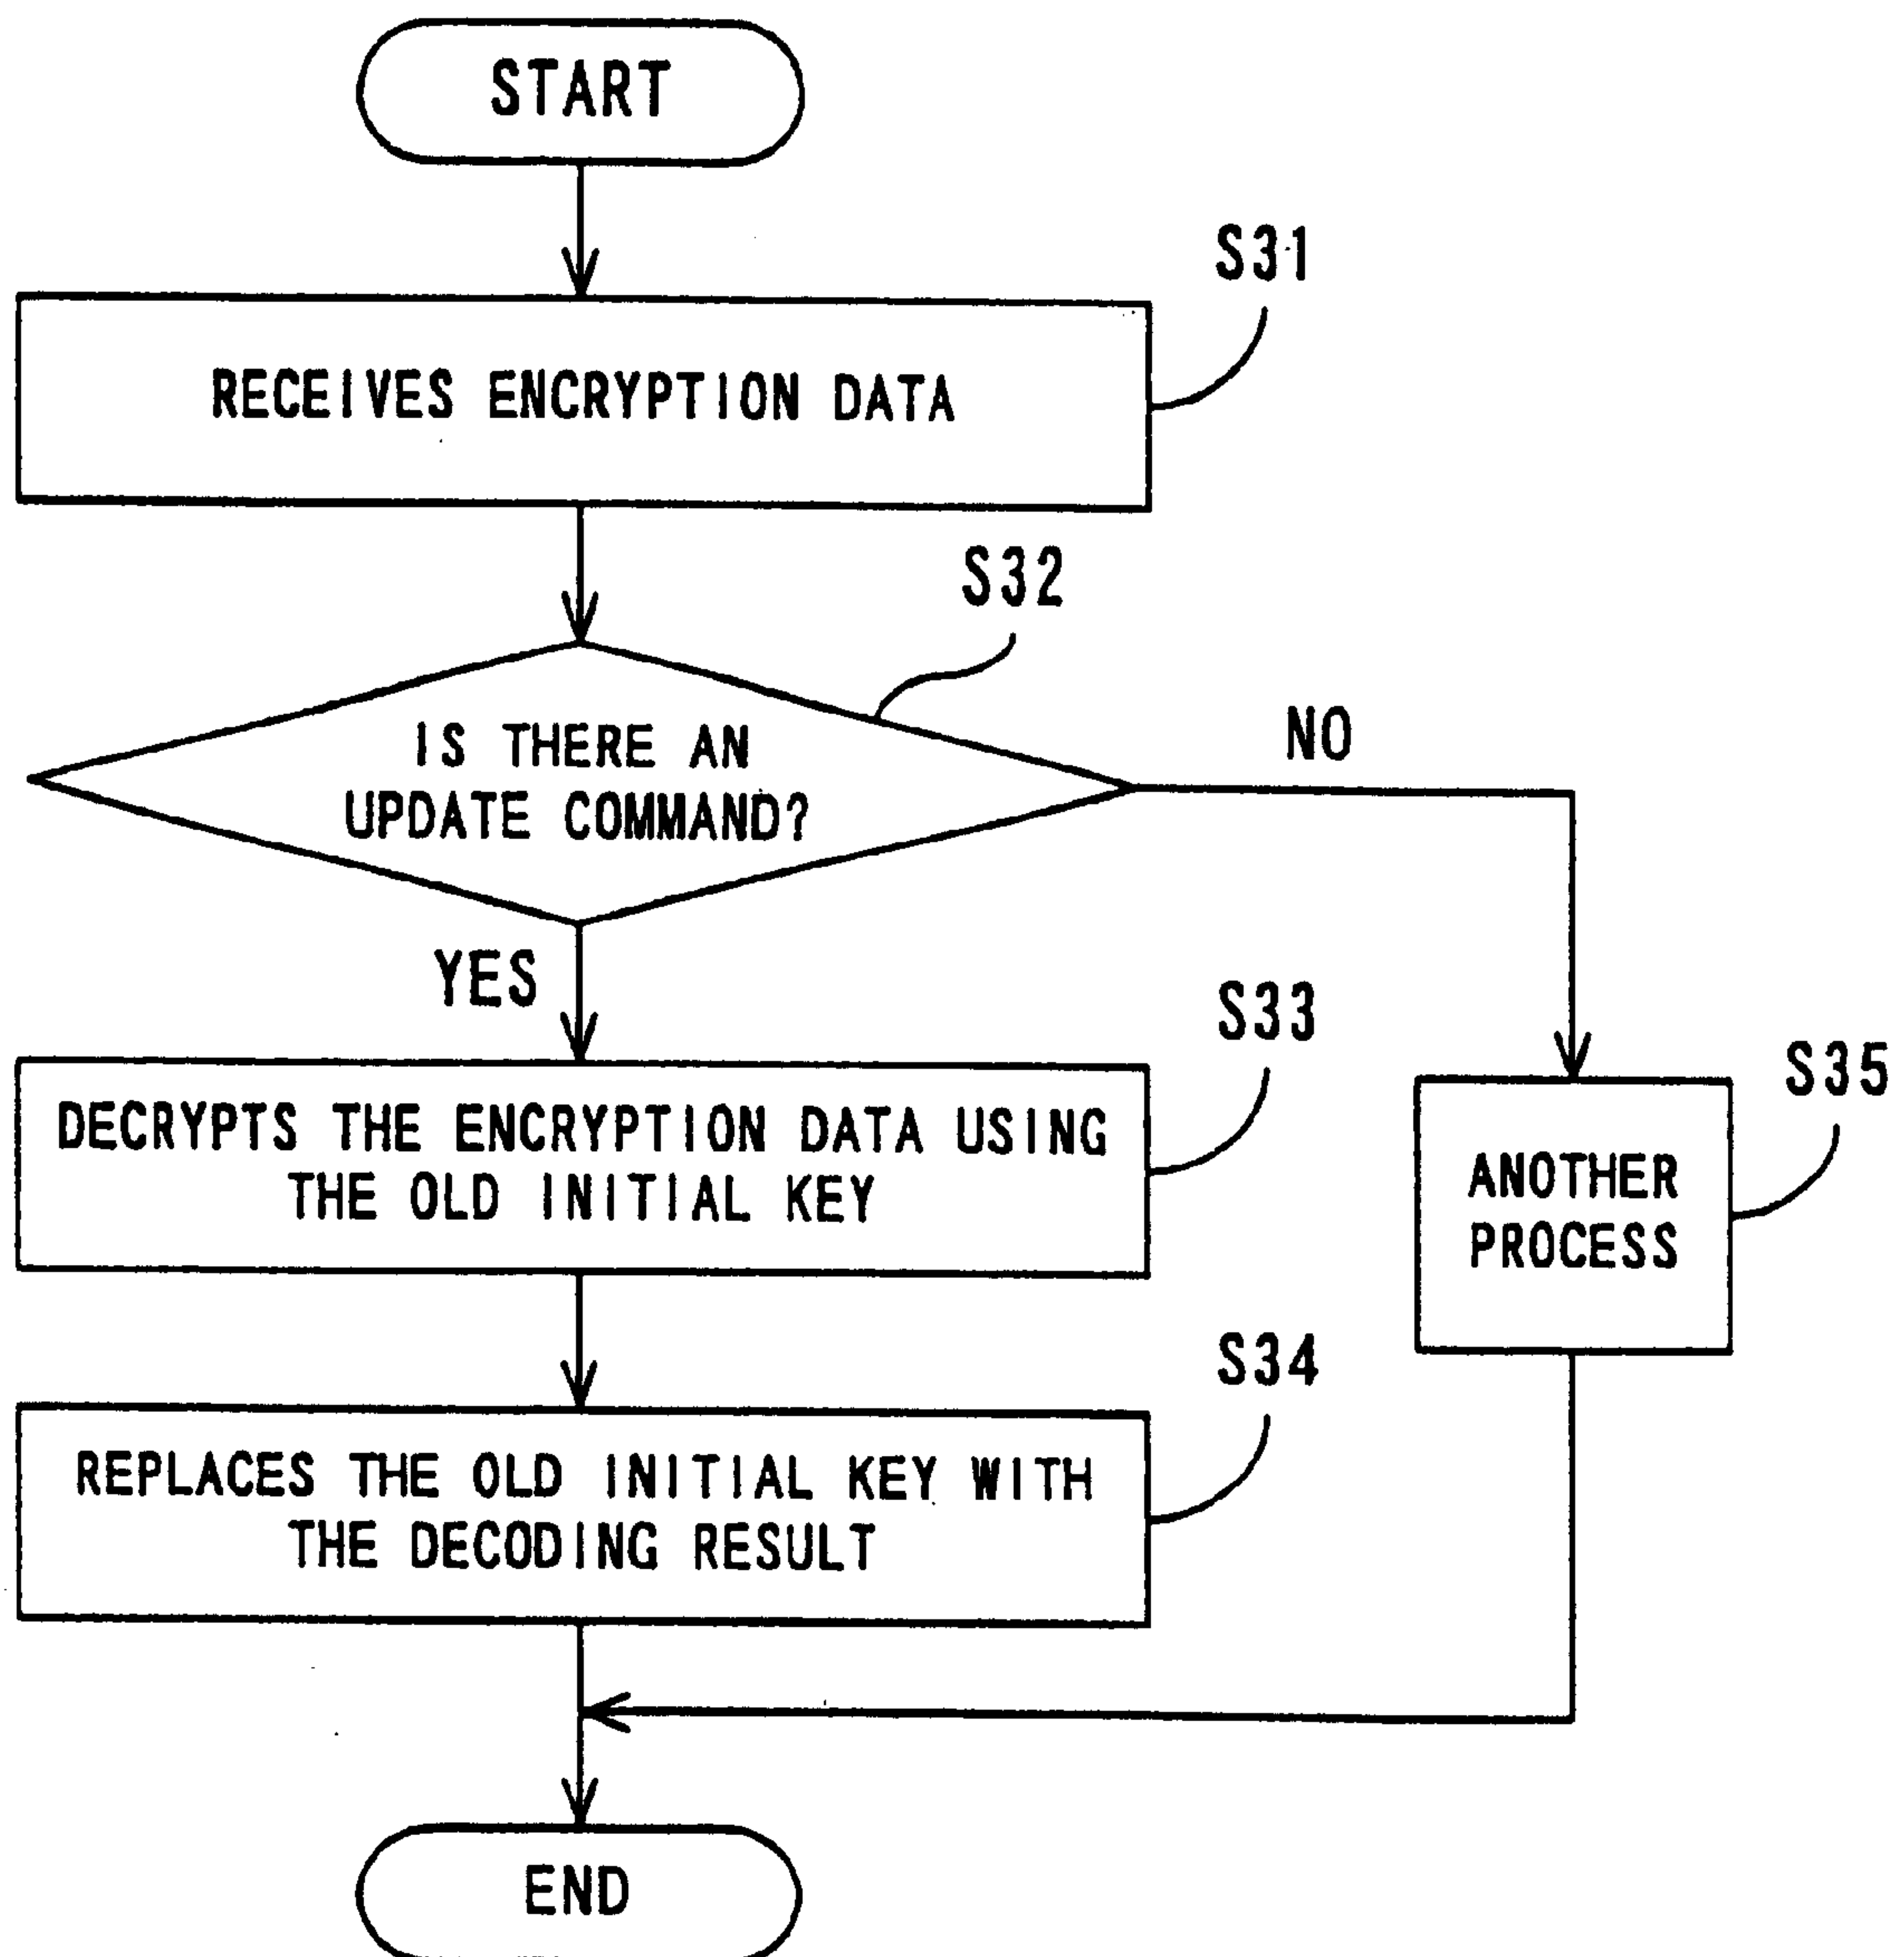 START
S31
RECEIVES ENCRYPTION DATA
S32
IS THERE AN
UPDATE COMMAND?
NO
YES
S33
DECRYPTS THE ENCRYPTION DATA USING
THE OLD INITIAL KEY
S35
ANOTHER
PROCESS
S34
REPLACES THE OLD INITIAL KEY WITH
THE DECODING RESULT
END